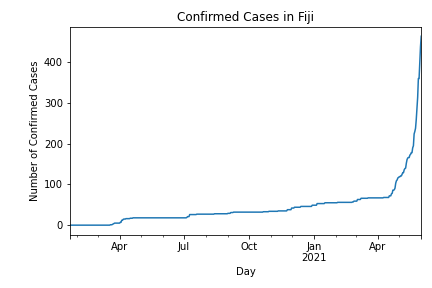 Confirmed Cases in Fiji
Number of Confirmed Cases
400
300
200
100
0
Apr Jul Oct Jan Apr
2021
Day